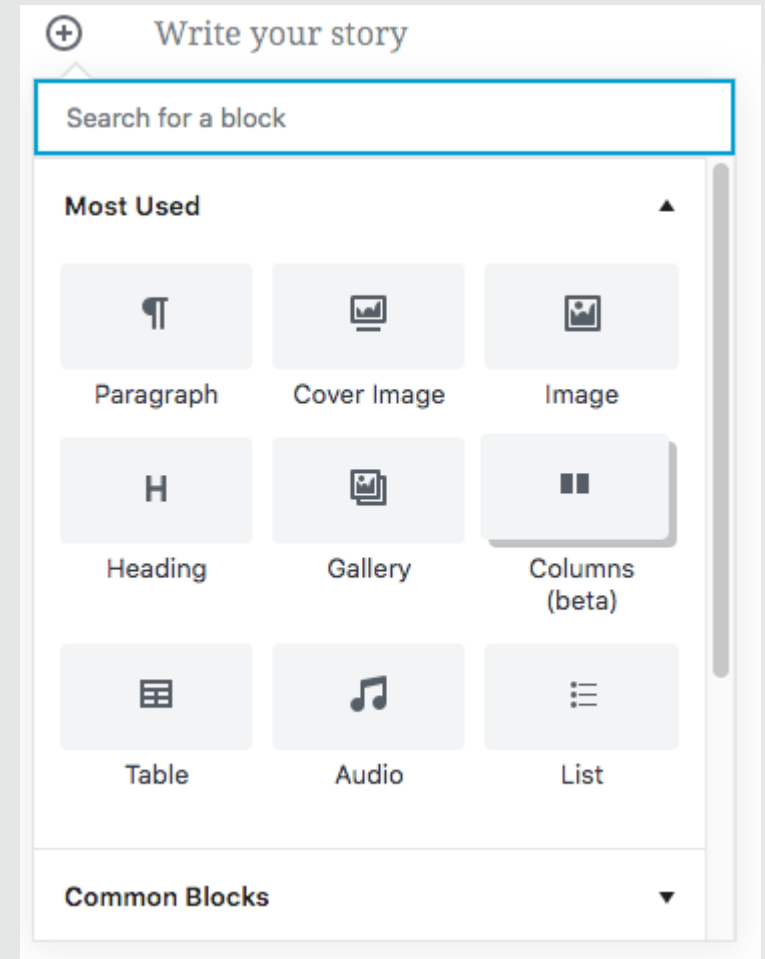 Write your story
Search for a block
Most Used
Paragraph
Cover Image
Image
Heading
Gallery
Columns
(beta)
Table
Audio
List
Common Blocks